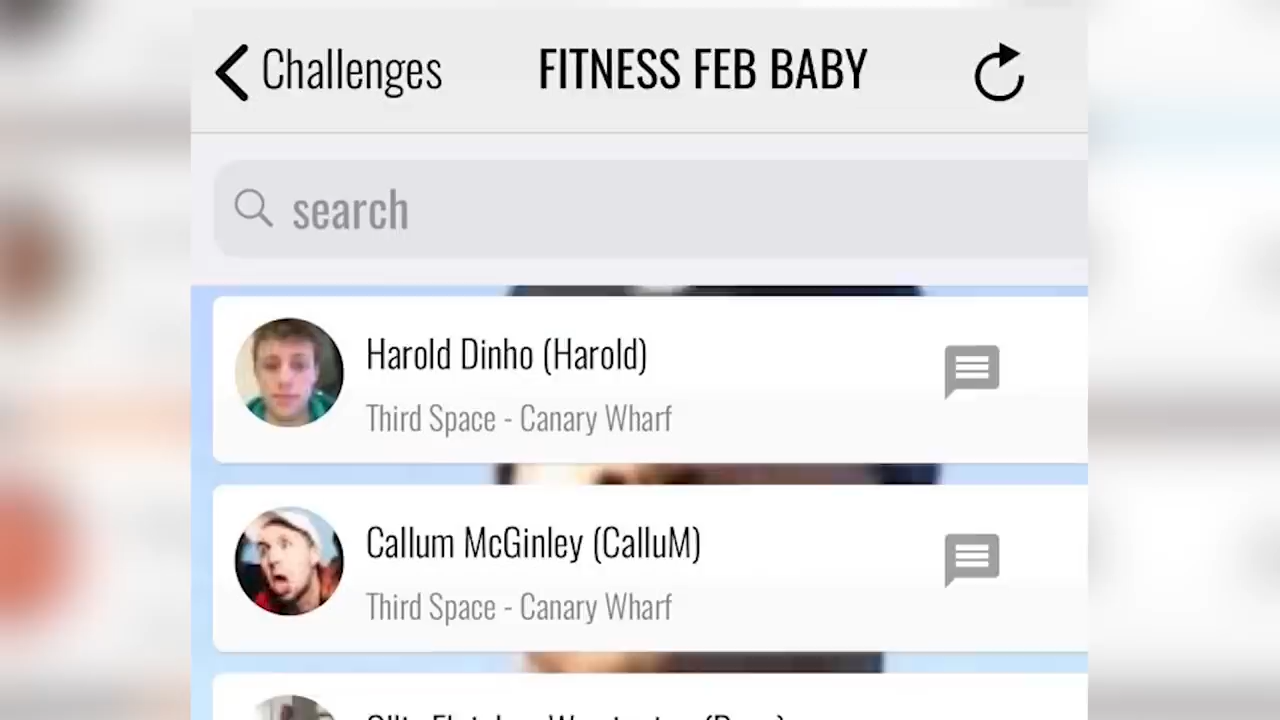 Challenges
FITNESS FEB BABY
search
Harold Dinho (Harold)
Third Space - Canary Wharf
Callum McGinley (CalluM)
Third Space - Canary Wharf